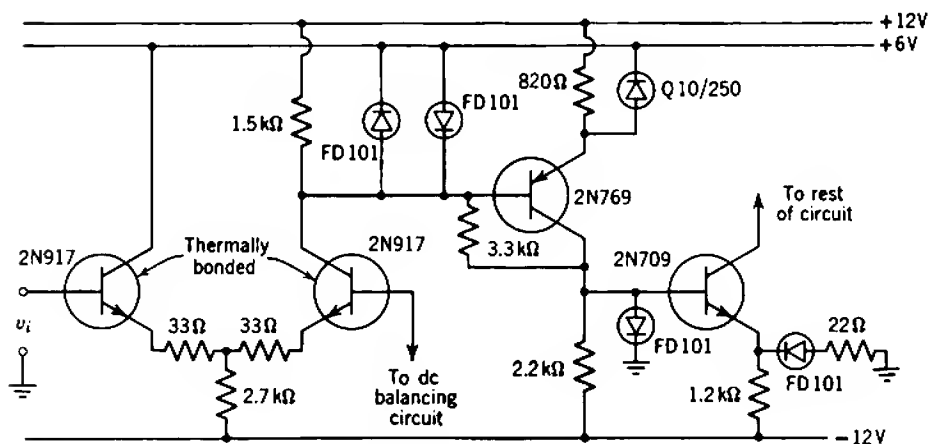 +12V
+6V
820Ω
Q10/250
FD101
1.5kΩ
FD101
2N769
To rest
of circuit
2N917
Thermally
bonded
2N917
3.3kΩ
2N709
v_i
33Ω
33Ω
22Ω
FD101
2.2kΩ
FD101
2.7kΩ
To dc
balancing
circuit
1.2kΩ
−12V